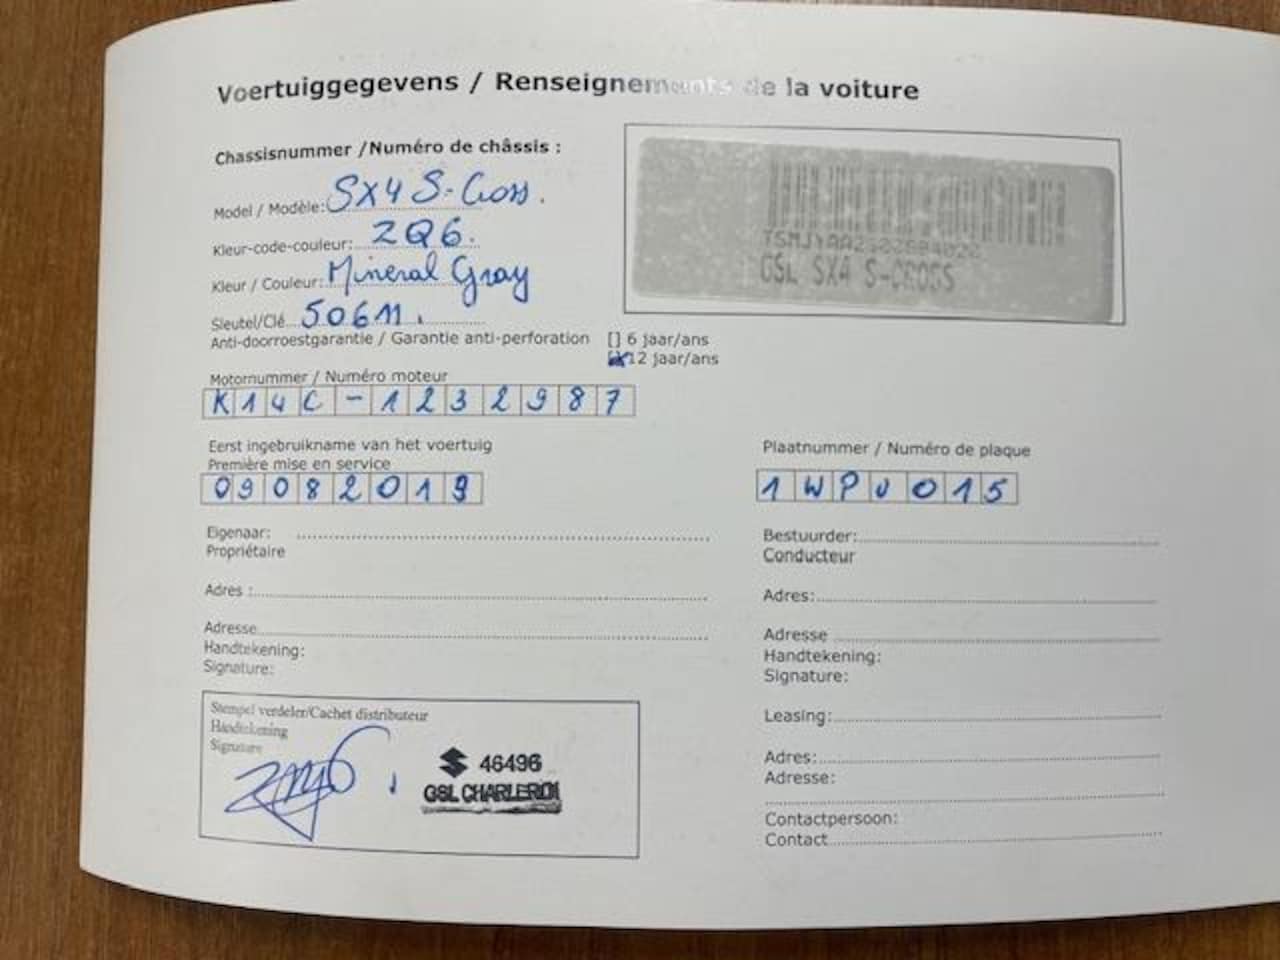 Voertuiggegevens / Renseignements de la voiture
Chassisnummer /Numéro de châssis :
Model / Modèle: SX4 S-Cross.
Kleur-code-couleur: ZQ6.
Kleur / Couleur: Mineral Gray
Sleutel/Clé 50611.
GSL SX4 S-CROSS
Anti-doorroestgarantie / Garantie anti-perforation [] 6 jaar/ans
[x]12 jaar/ans
Motornummer / Numéro moteur
K14C-1232987
Eerst ingebruikname van het voertuig
Première mise en service
09082019
Plaatnummer / Numéro de plaque
1WPU015
Eigenaar:
Propriétaire
Adres :
Adresse
Handtekening:
Signature:
Bestuurder:
Conducteur
Adres:
Adresse
Handtekening:
Signature:
Leasing:
Adres:
Adresse:
Contactpersoon:
Contact
Stempel verdeler/Cachet distributeur
Handtekening
Signature
46496
GSL CHARLEROI